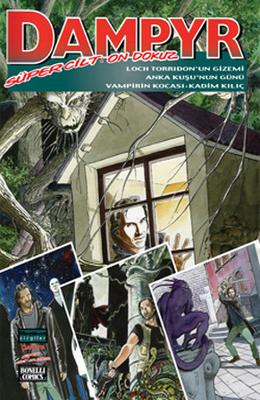 DAMPYR
SÜPER CİLT: ON DOKUZ
LOCH TORRIDON'UN GİZEMİ
ANKA KUŞU'NUN GÜNÜ
VAMPİRİN KOCASI-KADİM KILIÇ
çizgiler
BONELLI
COMICS